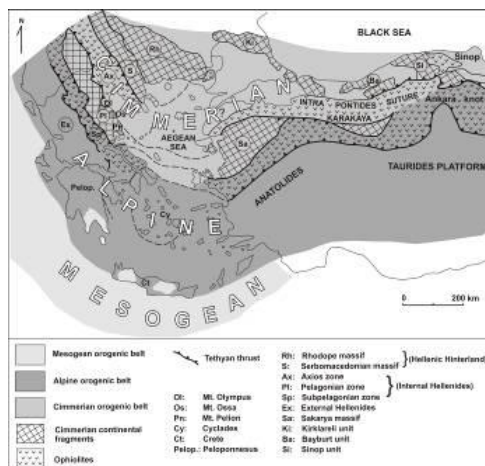 N
BLACK SEA
Rh
Ki
Sinop
Si
Ba
S
Ax
CIMMERIAN
INTRA PONTIDES SUTURE
Ankara knot
KARAKAYA
AEGEAN
SEA
Ol
Os
Pl
Pn
Sp
Ex
Sa
ANATOLIDES
TAURIDES PLATFORM
Pelop.
ALPINE
Cy
Ct
MESOGEAN
0 200 km
Mesogean orogenic belt
Alpine orogenic belt
Cimmerian orogenic belt
Cimmerian continental
fragments
Ophiolites
Tethyan thrust
Ol: Mt. Olympus
Os: Mt. Ossa
Pn: Mt. Pelion
Cy: Cyclades
Ct: Crete
Pelop.: Peloponnesus
Rh: Rhodope massif
S: Serbomacedonian massif
(Hellenic Hinterland)
Ax: Axios zone
Pl: Pelagonian zone
(Internal Hellenides)
Sp: Subpelagonian zone
Ex: External Hellenides
Sa: Sakarya massif
Ki: Kirklareli unit
Ba: Bayburt unit
Si: Sinop unit